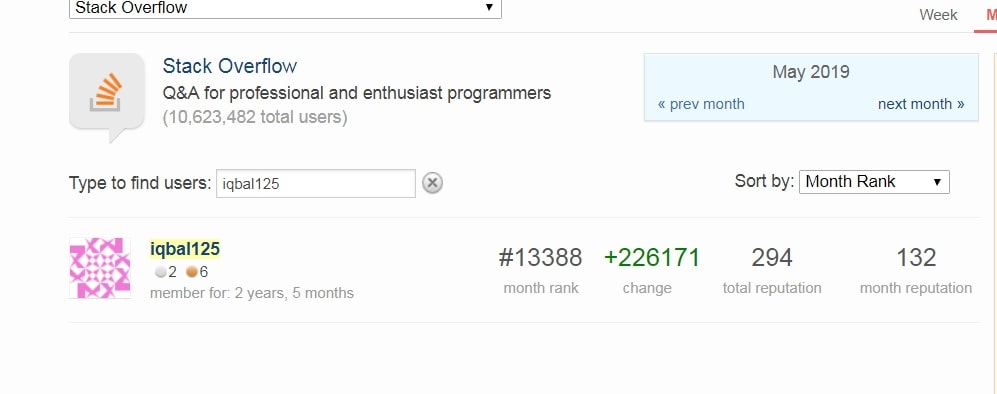 Stack Overflow
Week
Stack Overflow
Q&A for professional and enthusiast programmers
(10,623,482 total users)
May 2019
« prev month next month »
Type to find users: iqbal125
Sort by: Month Rank
iqbal125
2 6
member for: 2 years, 5 months
#13388 +226171 294 132
month rank change total reputation month reputation